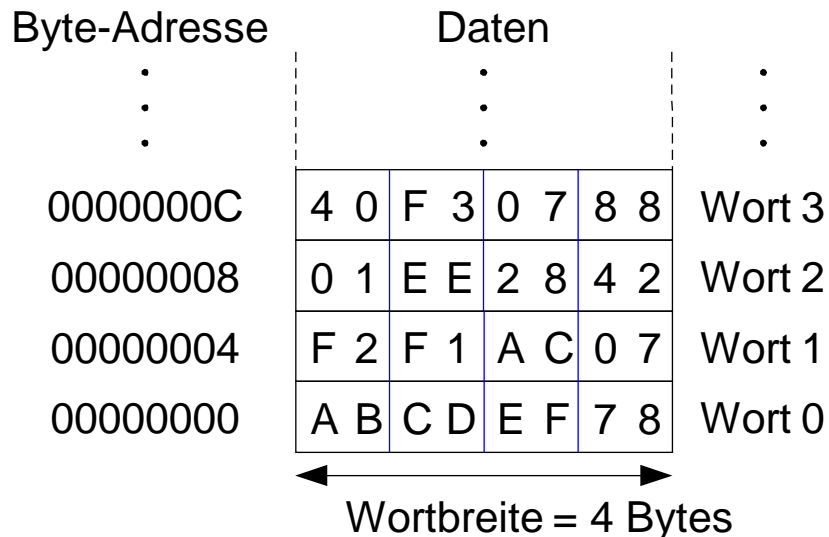 Byte-Adresse Daten
0000000C 4 0 F 3 0 7 8 8 Wort 3
00000008 0 1 E E 2 8 4 2 Wort 2
00000004 F 2 F 1 A C 0 7 Wort 1
00000000 A B C D E F 7 8 Wort 0
Wortbreite = 4 Bytes